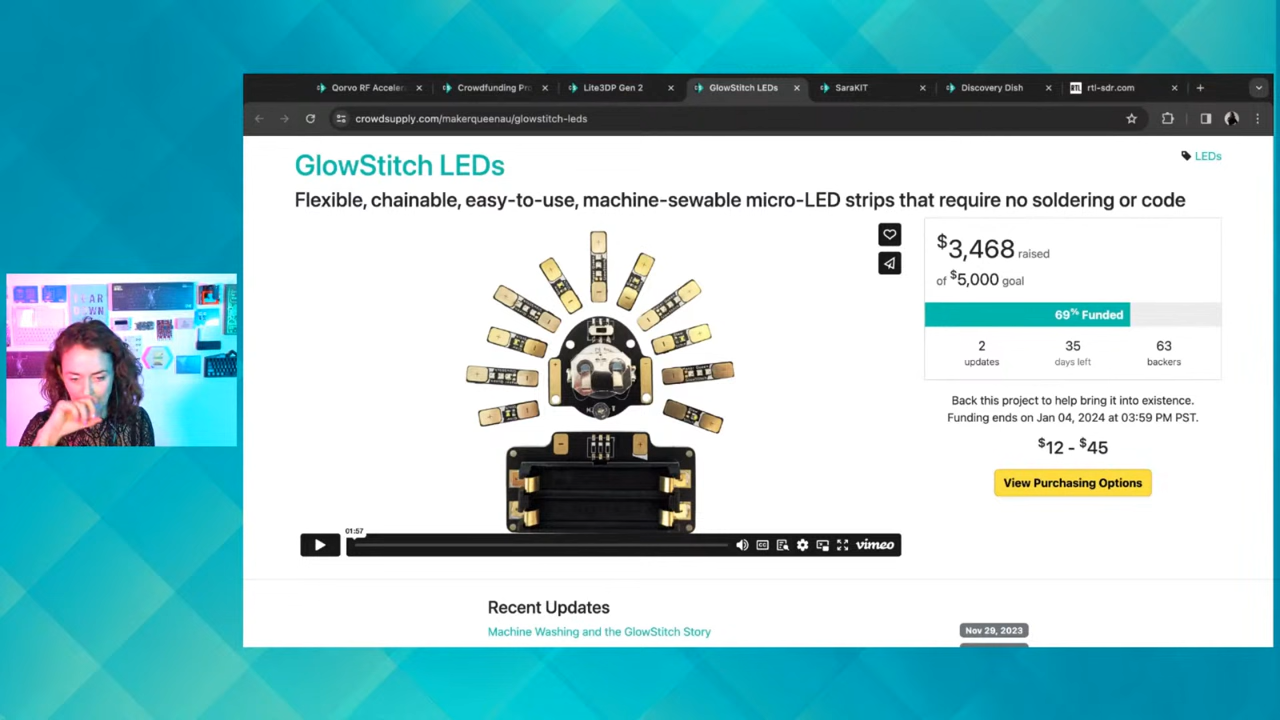 Qorvo RF Acceler
Crowdfunding Pro
Lite3DP Gen 2
GlowStitch LEDs
SaraKIT
Discovery Dish
RTL
rtl-sdr.com
crowdsupply.com/makerqueenau/glowstitch-leds
GlowStitch LEDs
LEDs
Flexible, chainable, easy-to-use, machine-sewable micro-LED strips that require no soldering or code
$3,468 raised
of $5,000 goal
69% Funded
2
updates
35
days left
63
backers
Back this project to help bring it into existence.
Funding ends on Jan 04, 2024 at 03:59 PM PST.
$12 - $45
View Purchasing Options
01:57
CC
vimeo
Recent Updates
Machine Washing and the GlowStitch Story
Nov 29, 2023